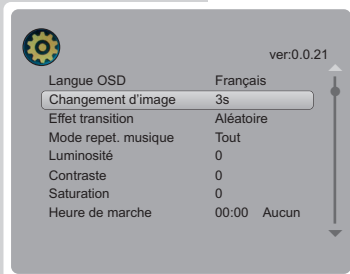 ver:0.0.21
Langue OSD Français
Changement d'image 3s
Effet transition Aléatoire
Mode repet. musique Tout
Luminosité 0
Contraste 0
Saturation 0
Heure de marche 00:00 Aucun